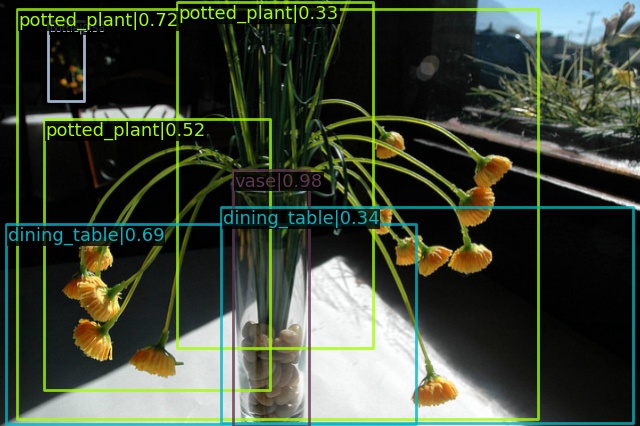 potted_plant|0.72
potted_plant|0.33
potted_plant|0.52
vase|0.98
dining_table|0.34
dining_table|0.69